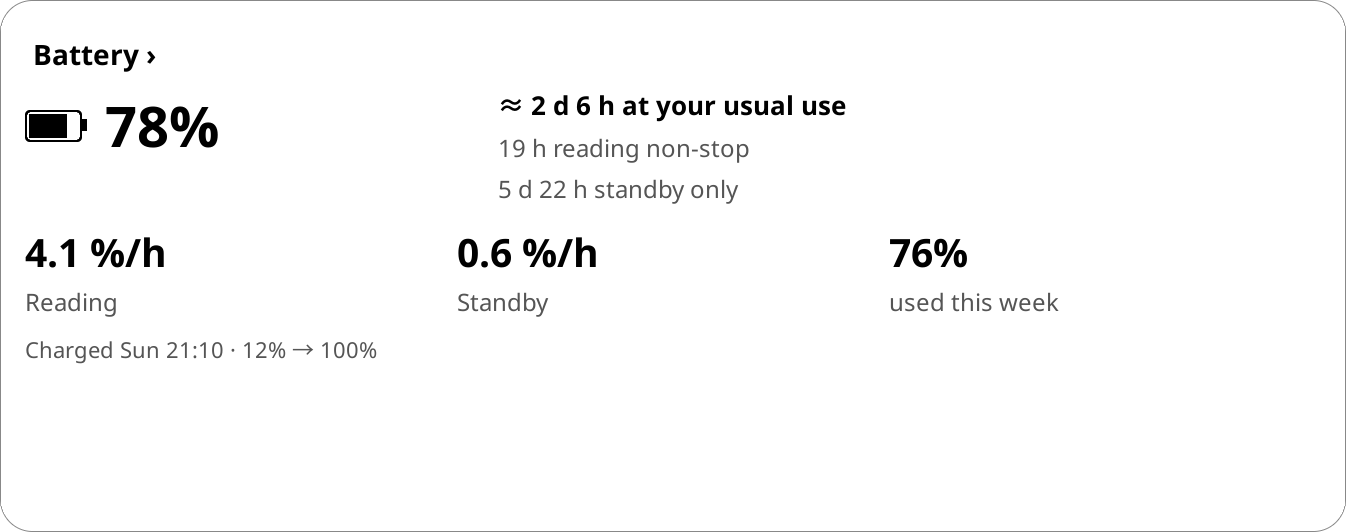 Battery ›
78%
≈ 2 d 6 h at your usual use
19 h reading non-stop
5 d 22 h standby only
4.1 %/h
Reading
0.6 %/h
Standby
76%
used this week
Charged Sun 21:10 · 12% → 100%